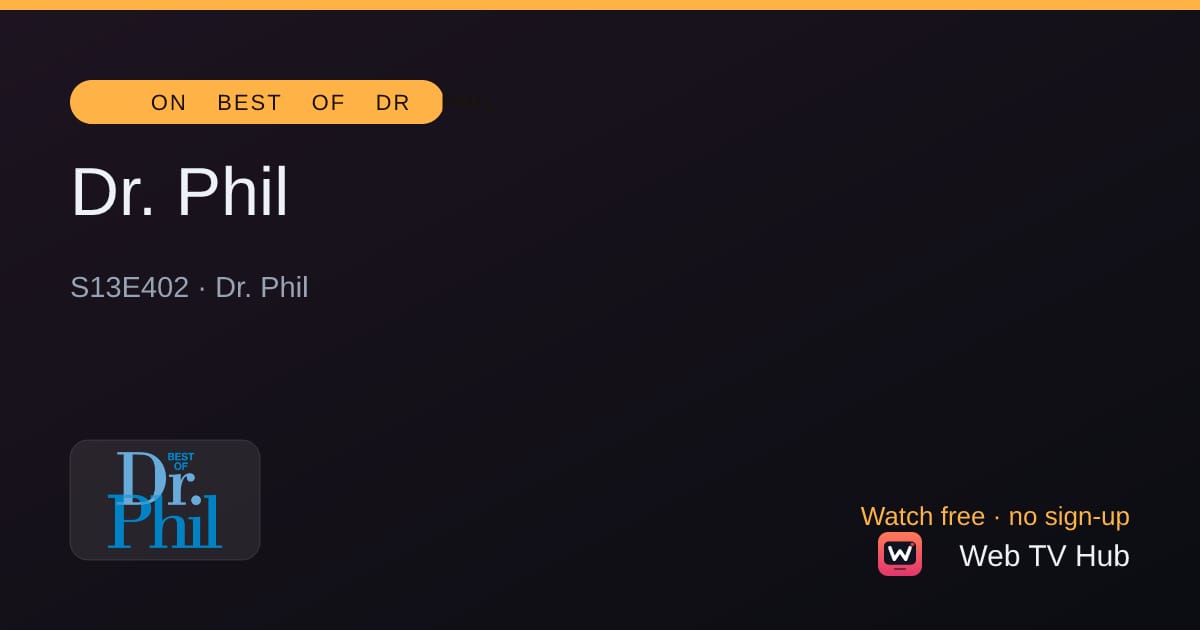 ON BEST OF DR PHIL
Dr. Phil
S13E402 · Dr. Phil
BEST
OF
Dr.
Phil
Watch free · no sign-up
W
Web TV Hub